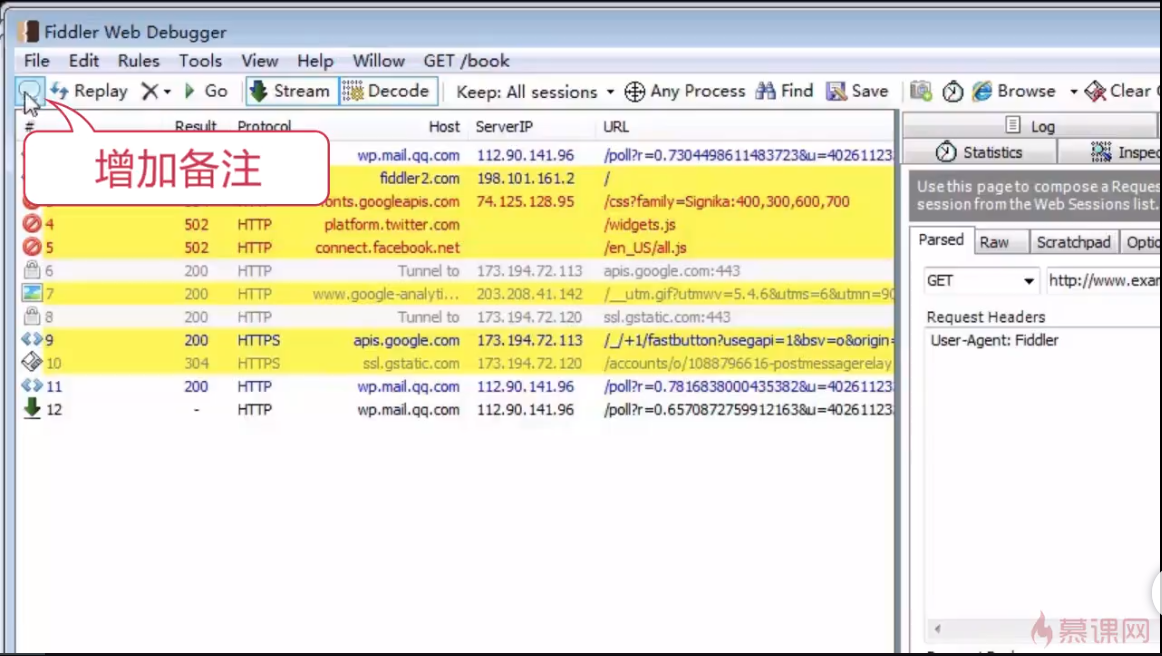 Fiddler Web Debugger
File Edit Rules Tools View Help Willow GET /book
Replay Go Stream Decode Keep: All sessions Any Process Find Save Browse Clear
# Result Protocol Host ServerIP URL
增加备注
wp.mail.qq.com 112.90.141.96 /poll?r=0.7304498611483723&u=40261123
fiddler2.com 198.101.161.2 /
fonts.googleapis.com 74.125.128.95 /css?family=Signika:400,300,600,700
4 502 HTTP platform.twitter.com /widgets.js
5 502 HTTP connect.facebook.net /en_US/all.js
6 200 HTTP Tunnel to 173.194.72.113 apis.google.com:443
7 200 HTTP www.google-analyti... 203.208.41.142 /__utm.gif?utmwv=5.4.6&utms=6&utmn=90
8 200 HTTP Tunnel to 173.194.72.120 ssl.gstatic.com:443
9 200 HTTPS apis.google.com 173.194.72.113 /_/+1/fastbutton?usegapi=1&bsv=o&origin=
10 304 HTTPS ssl.gstatic.com 173.194.72.120 /accounts/o/1088796616-postmessagerelay
11 200 HTTP wp.mail.qq.com 112.90.141.96 /poll?r=0.7816838000435382&u=40261123
12 - HTTP wp.mail.qq.com 112.90.141.96 /poll?r=0.6570872759912163&u=40261123
Log
Statistics Inspec
Use this page to compose a Reques
session from the Web Sessions list.
Parsed Raw Scratchpad Optio
GET http://www.exam
Request Headers
User-Agent: Fiddler
慕课网